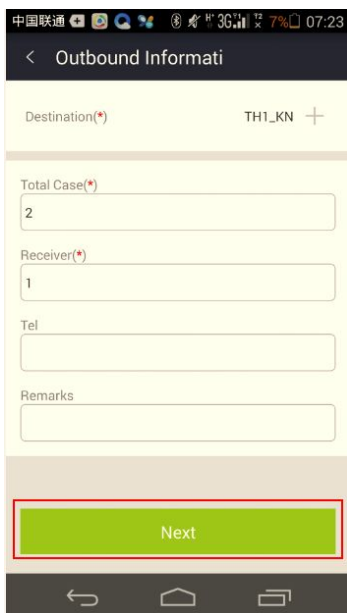 中国联通 3G 7% 07:23
< Outbound Informati
Destination(*) TH1_KN +
Total Case(*)
2
Receiver(*)
1
Tel
Remarks
Next